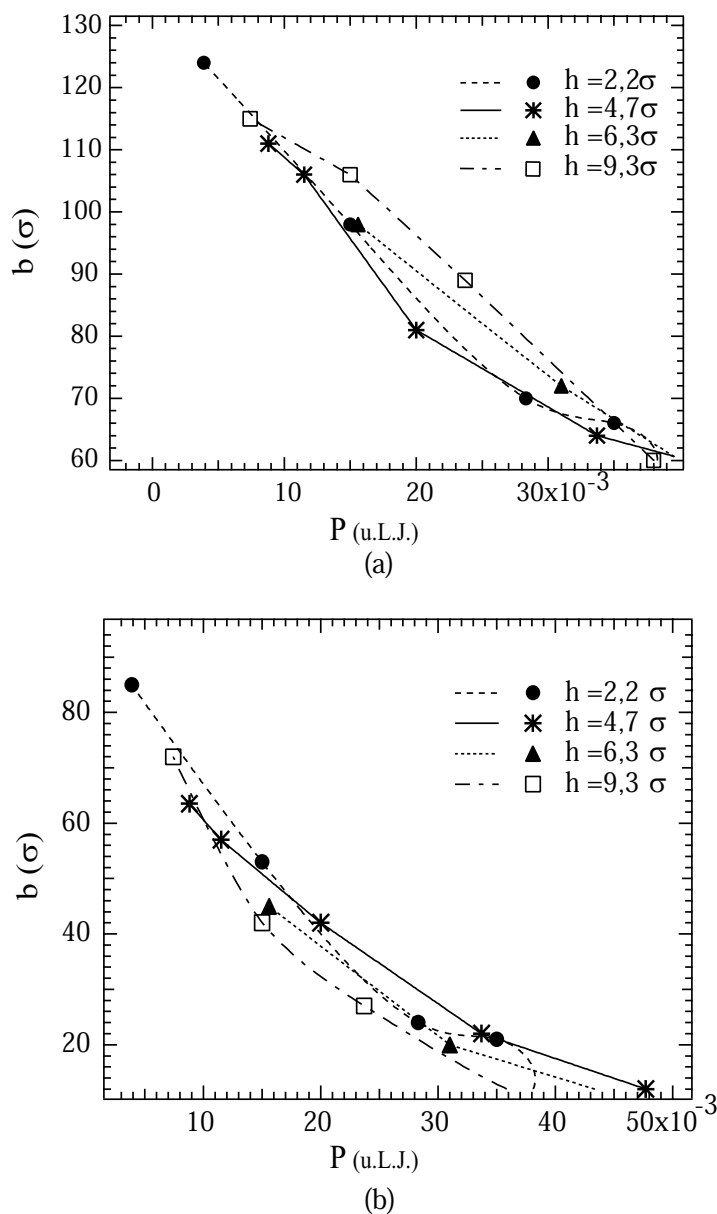 130
120
110
100
90
80
70
60
b (σ)
h =2,2σ
h =4,7σ
h =6,3σ
h =9,3σ
0 10 20 30x10-3
P (u.L.J.)
(a)
80
60
40
20
b (σ)
h =2,2 σ
h =4,7 σ
h =6,3 σ
h =9,3 σ
10 20 30 40 50x10-3
P (u.L.J.)
(b)